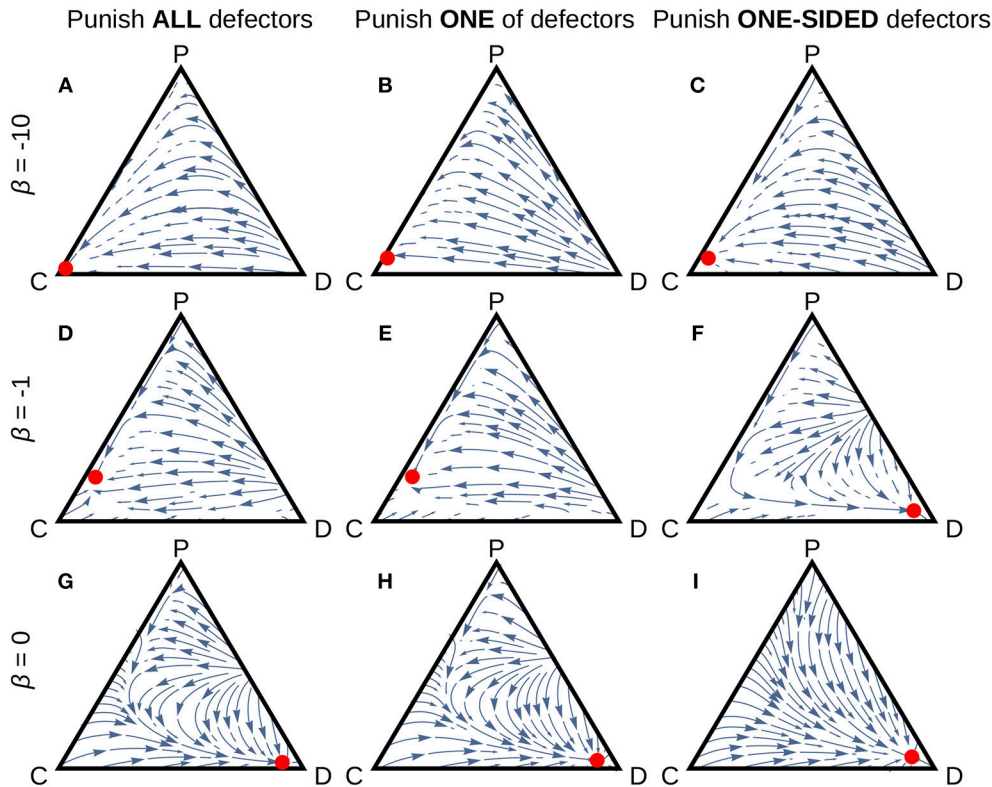 Punish ALL defectors
Punish ONE of defectors
Punish ONE-SIDED defectors
β = -10
A
P
C
D
B
P
C
D
C
P
C
D
β = -1
D
P
C
D
E
P
C
D
F
P
C
D
β = 0
G
P
C
D
H
P
C
D
I
P
C
D